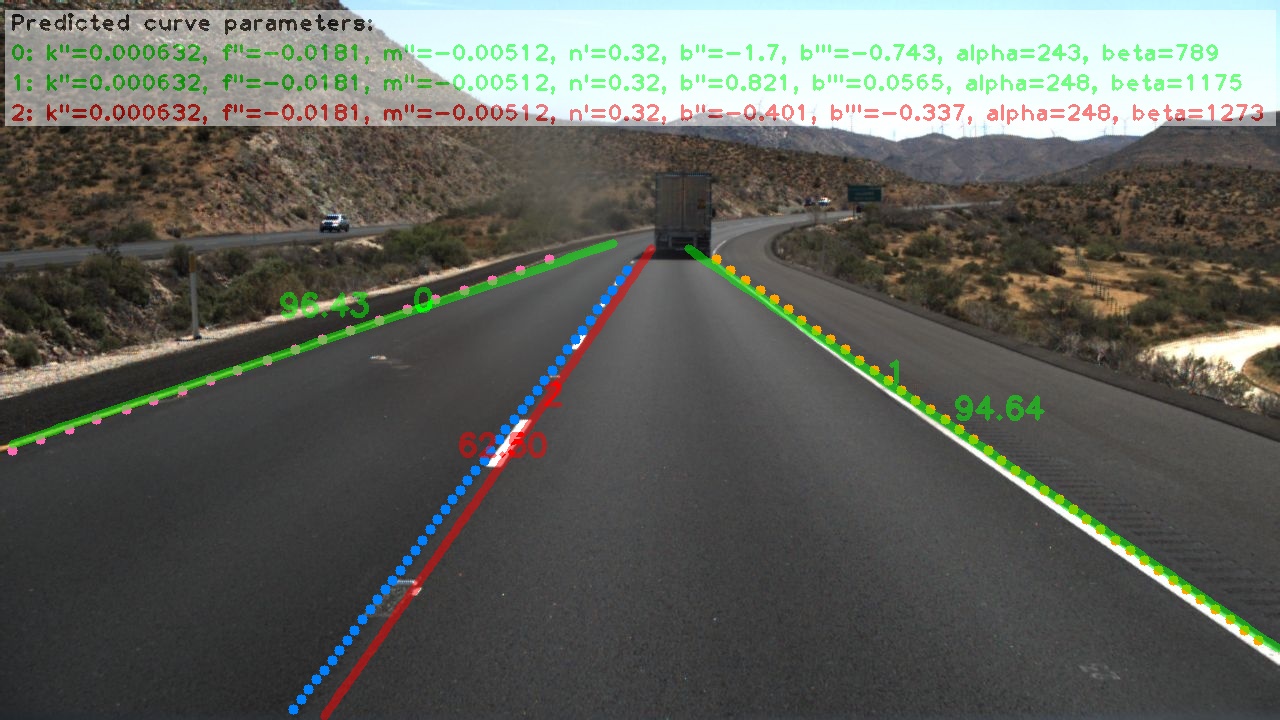 Predicted curve parameters:
0: k''=0.000632, f''=-0.0181, m''=-0.00512, n'=0.32, b''=-1.7, b'''=-0.743, alpha=243, beta=789
1: k''=0.000632, f''=-0.0181, m''=-0.00512, n'=0.32, b''=0.821, b'''=0.0565, alpha=248, beta=1175
2: k''=0.000632, f''=-0.0181, m''=-0.00512, n'=0.32, b''=-0.401, b'''=-0.337, alpha=248, beta=1273
96.43 0
1
2
94.64
62.50